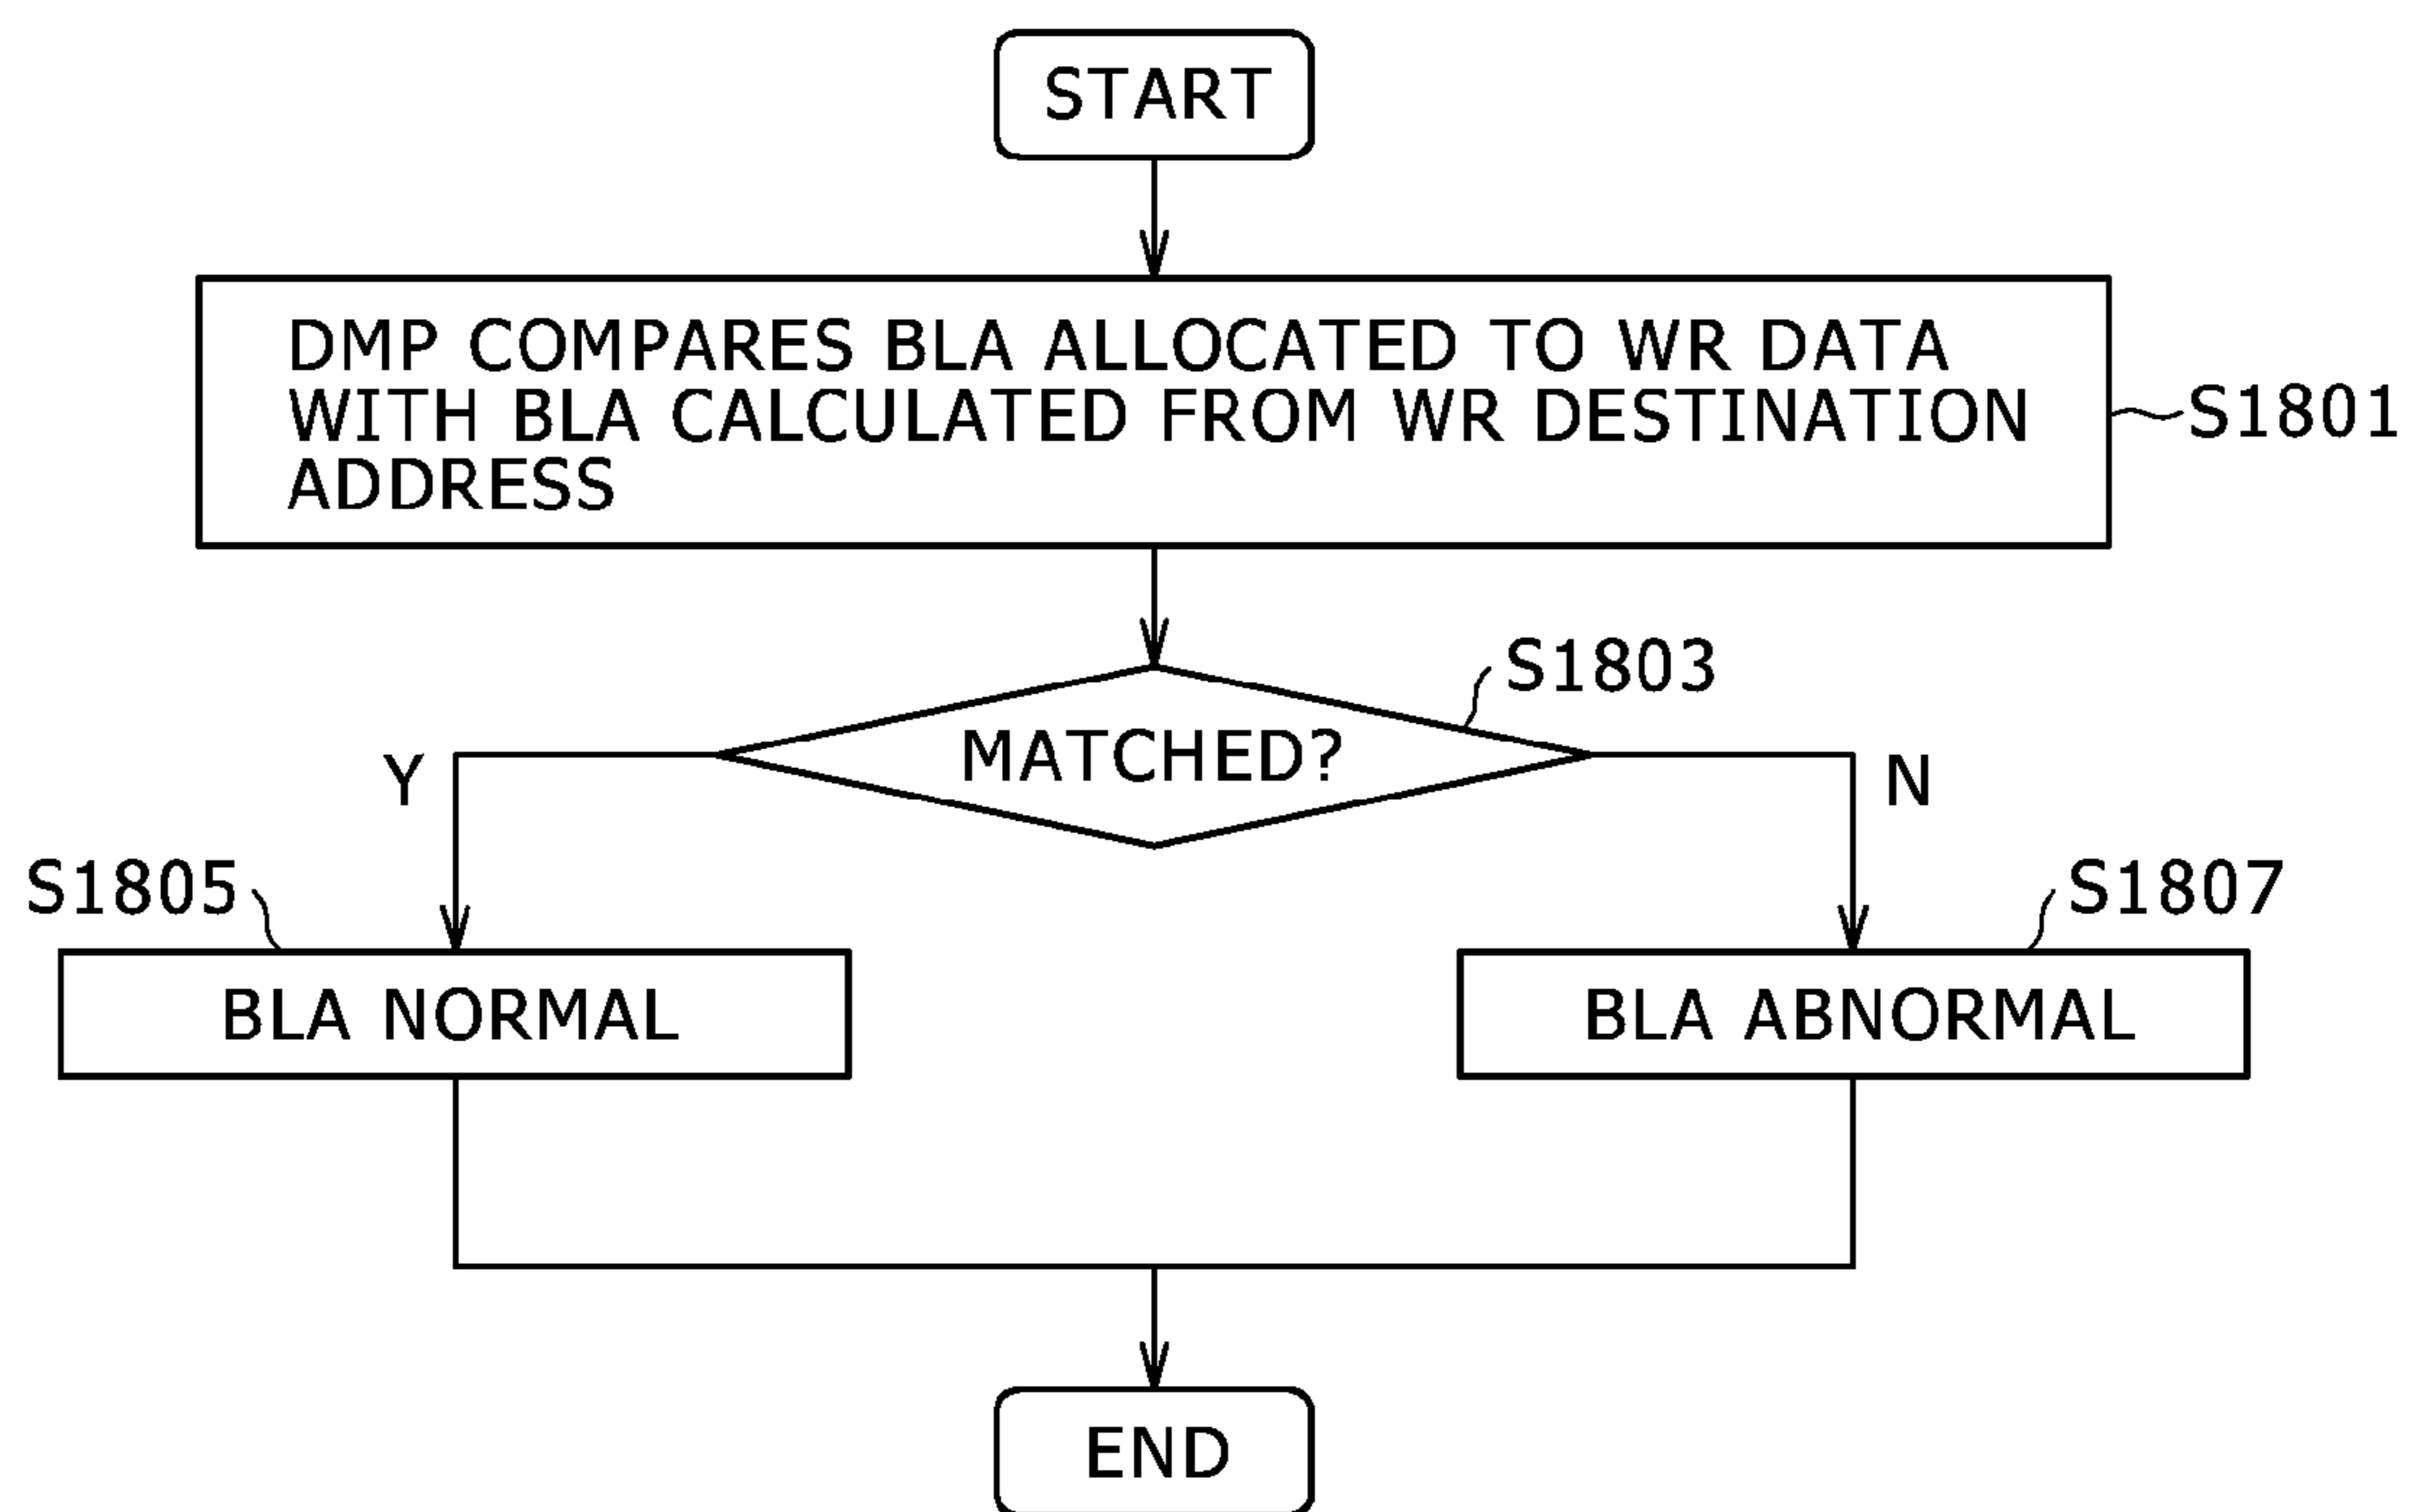 START
DMP COMPARES BLA ALLOCATED TO WR DATA
WITH BLA CALCULATED FROM WR DESTINATION
ADDRESS
S1801
S1803
MATCHED?
Y
N
S1805
S1807
BLA NORMAL
BLA ABNORMAL
END